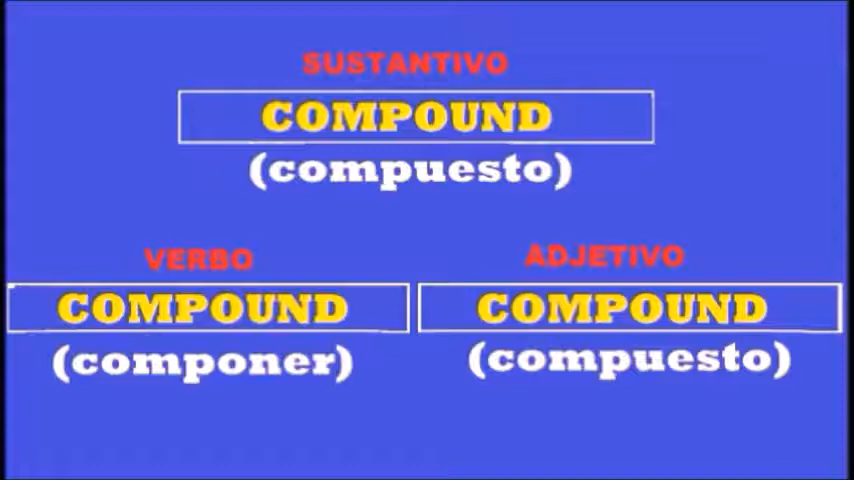 SUSTANTIVO
COMPOUND
(compuesto)
VERBO
COMPOUND
(componer)
ADJETIVO
COMPOUND
(compuesto)